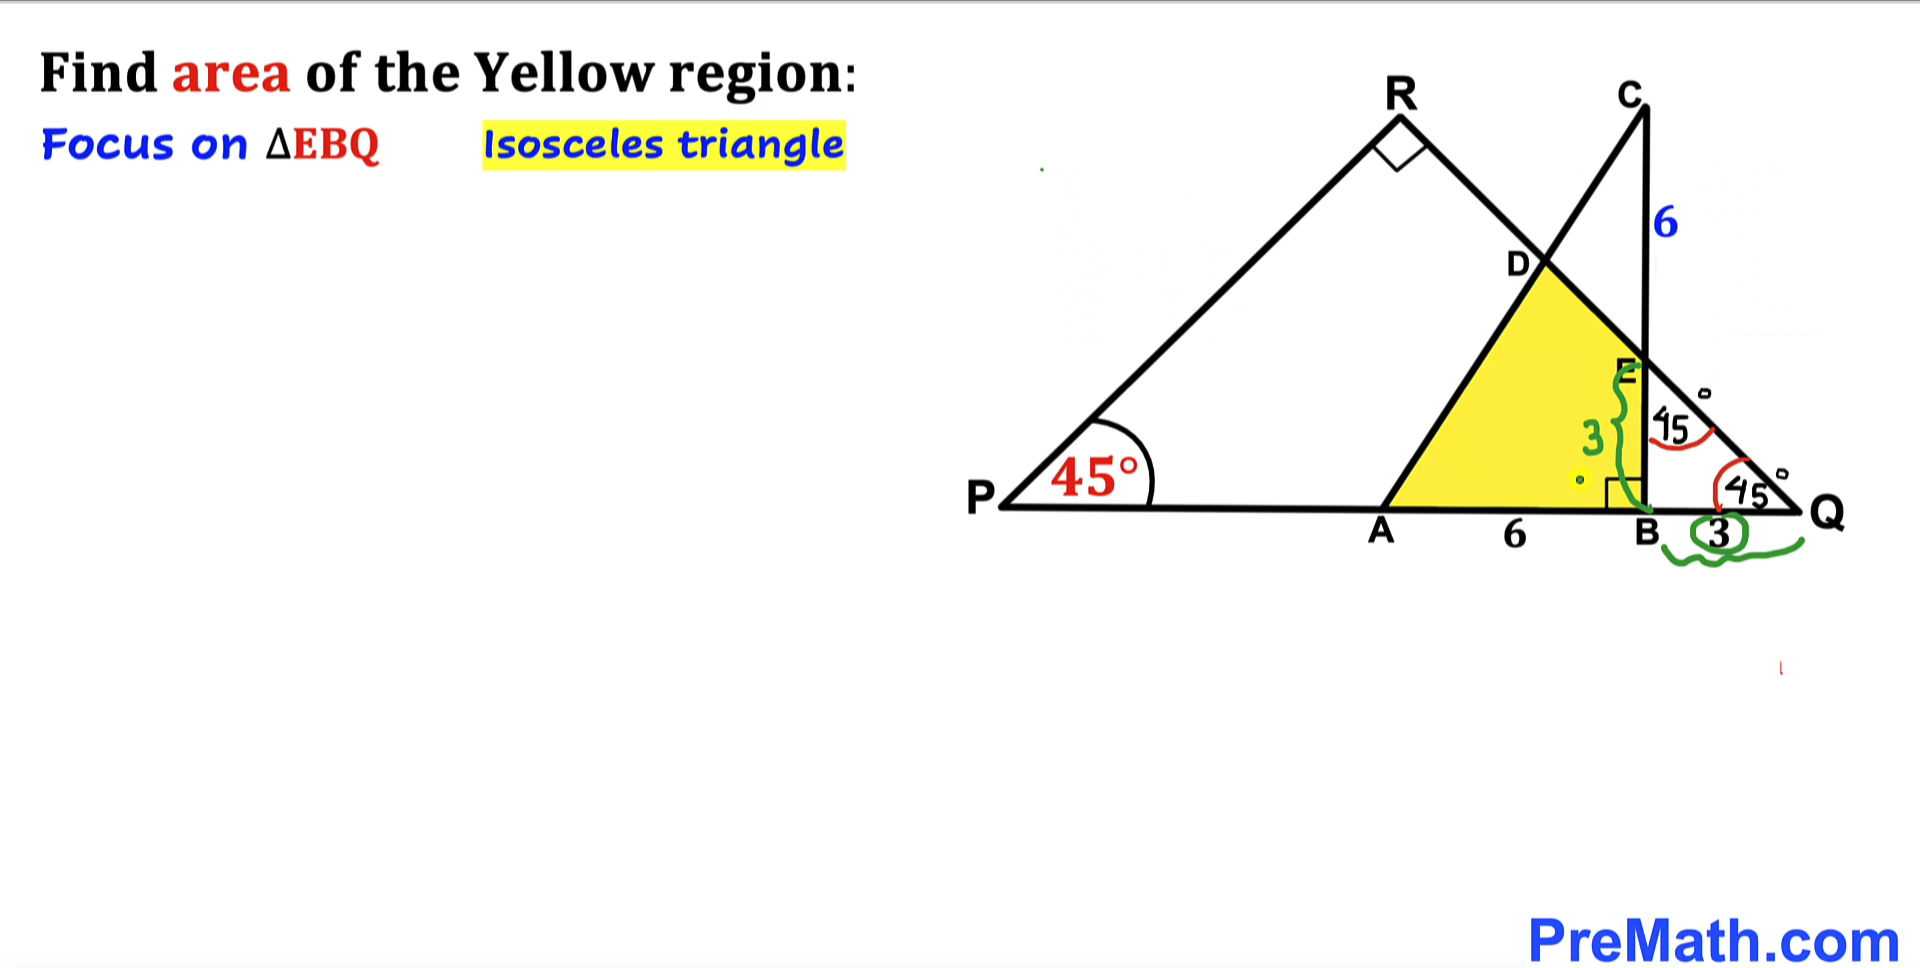 Find area of the Yellow region:
Focus on ΔEBQ
Isosceles triangle
R
C
6
D
E
3
45°
45°
45°
P
Q
A
6
B
3
PreMath.com